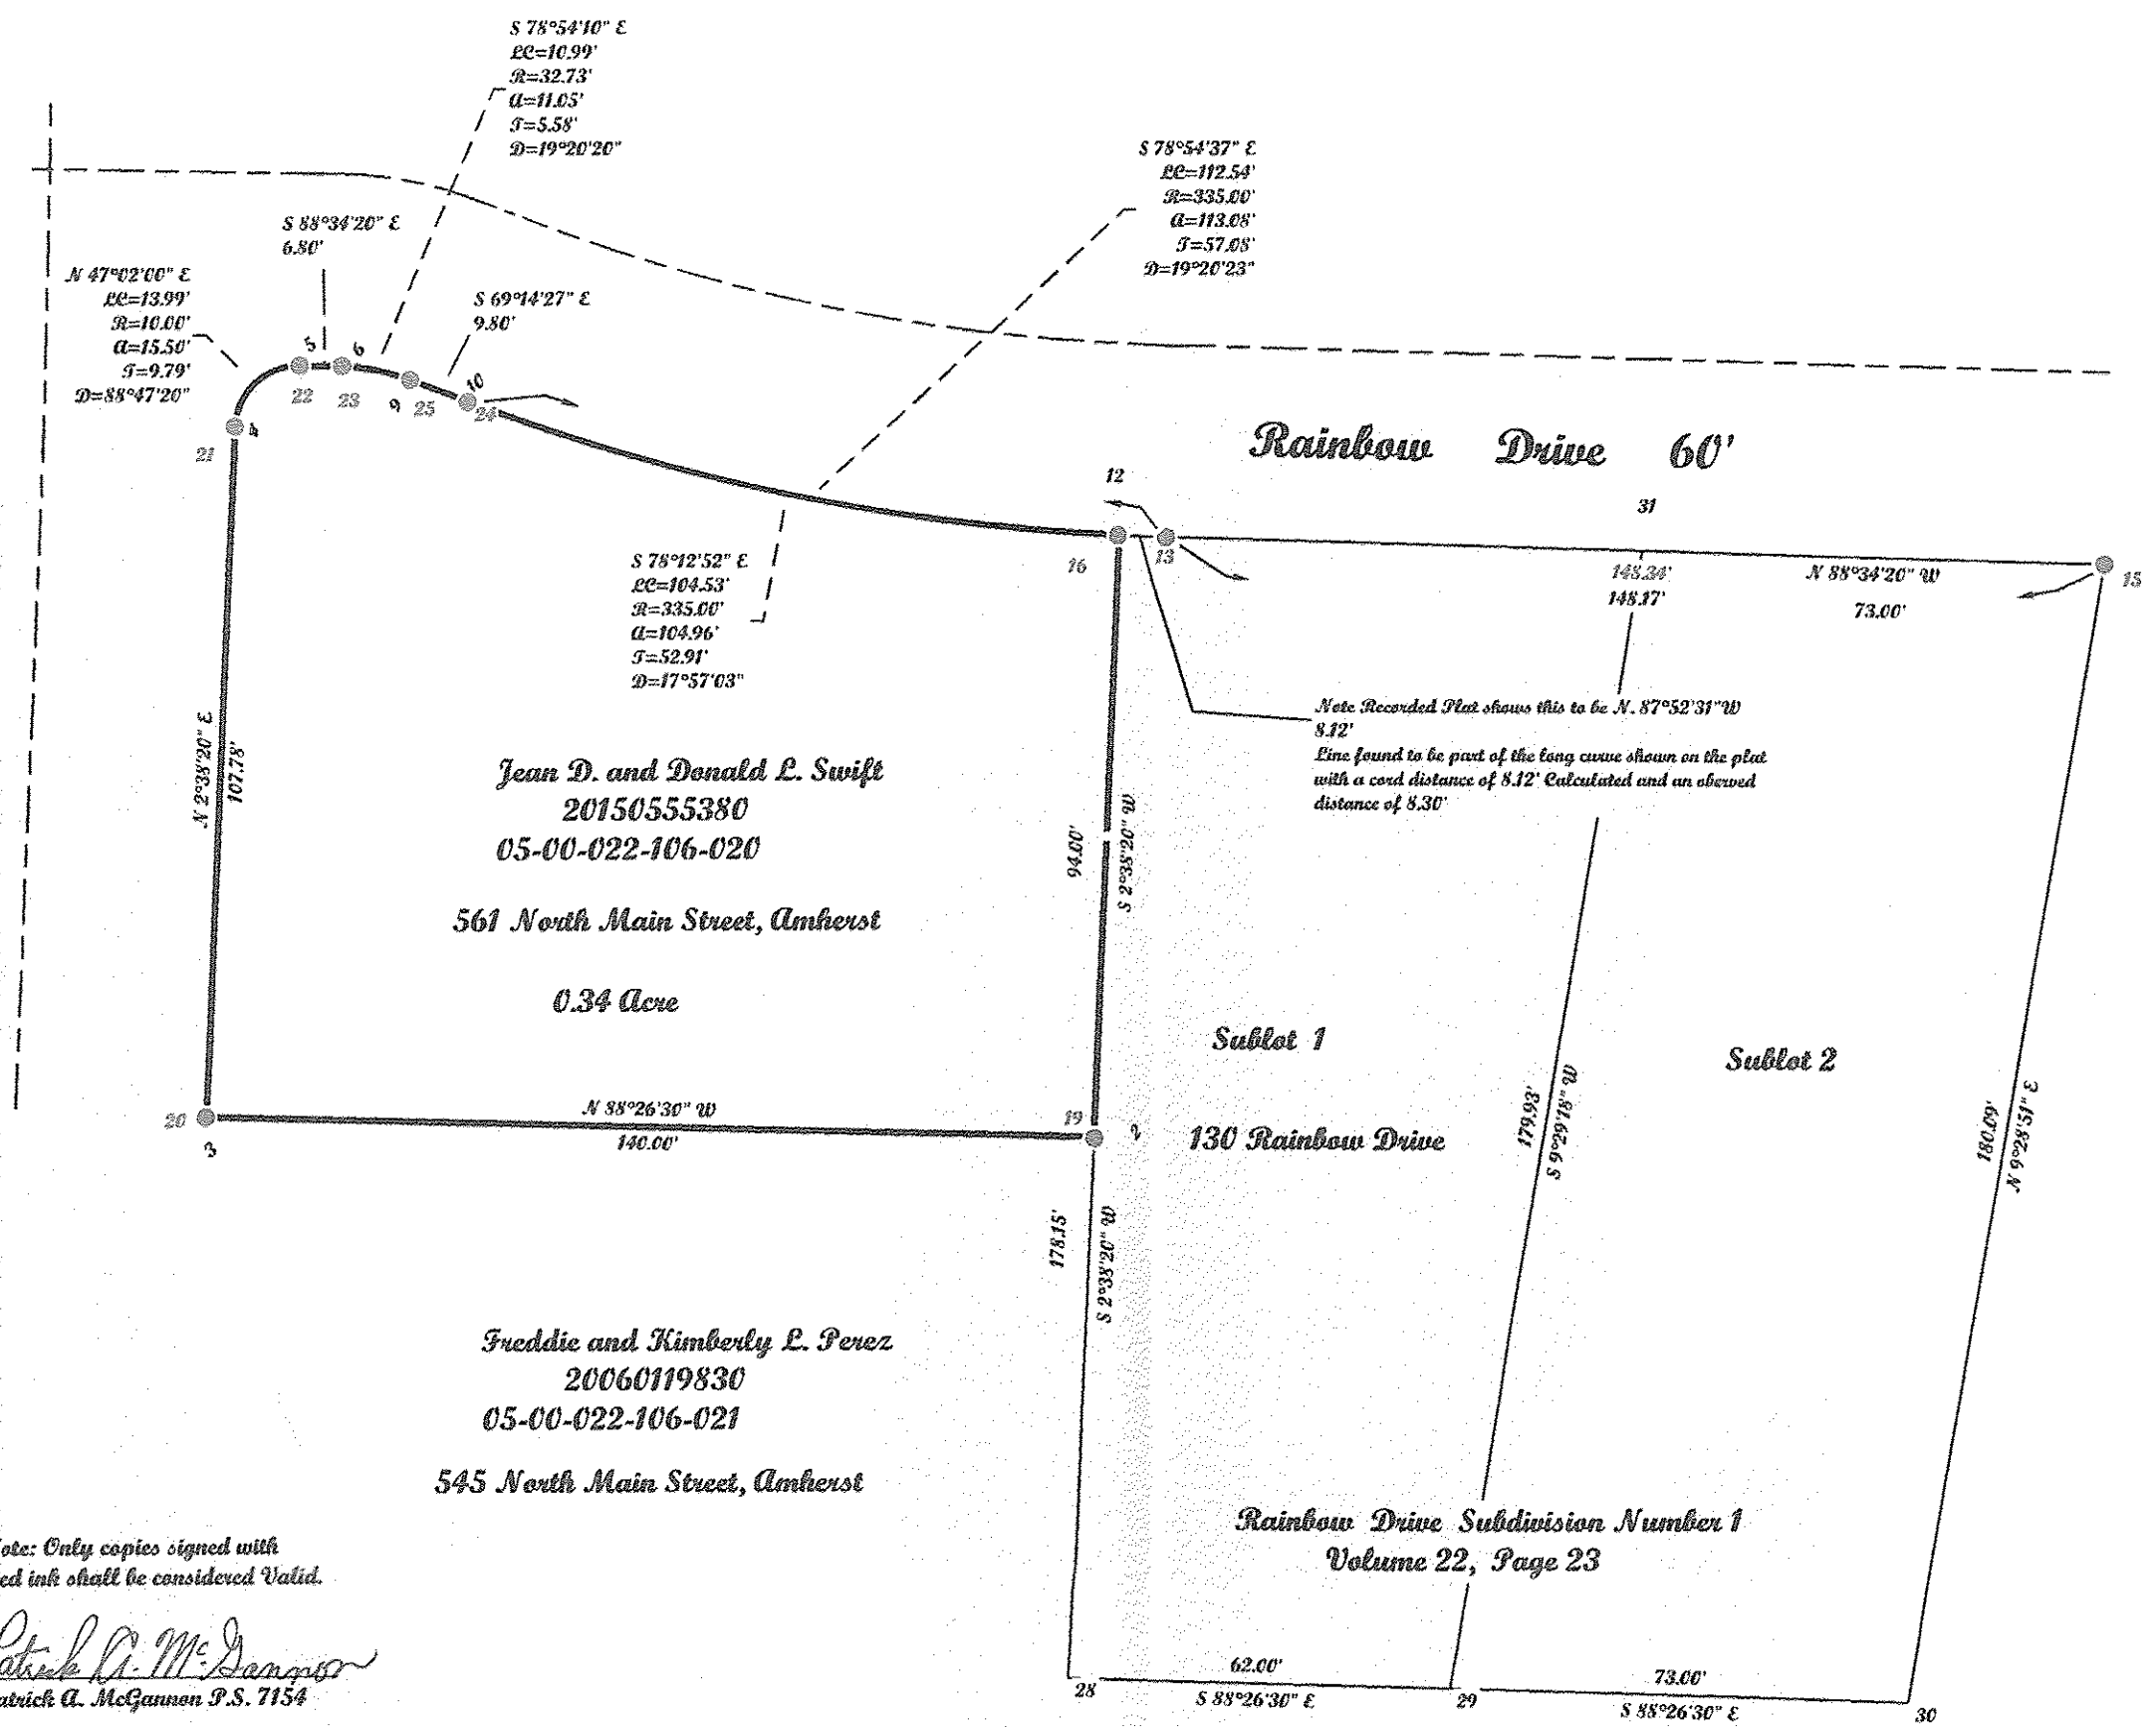 S 78°54'10" E
LC=10.99'
R=32.73'
A=11.05'
T=5.58'
D=19°20'20"
S 78°54'37" E
LC=112.54'
R=335.00'
A=113.08'
T=57.08'
D=19°20'23"
S 88°34'20" E
6.80'
N 47°02'00" E
LC=13.99'
R=10.00'
A=15.50'
T=9.79'
D=88°47'20"
S 69°14'27" E
9.80'
5
6
22
23
9
25
10
24
4
21
Rainbow Drive 60'
12
31
16
13
15
148.34'
148.17'
N 88°34'20" W
73.00'
S 78°12'52" E
LC=104.53'
R=335.00'
A=104.96'
T=52.91'
D=17°57'03"
Note Recorded Plat shows this to be N. 87°52'31"W
8.12'
Line found to be part of the long curve shown on the plat
with a cord distance of 8.12' Calculated and an oberved
distance of 8.30'
N 2°38'20" E
107.78'
Jean D. and Donald L. Swift
20150555380
05-00-022-106-020
561 North Main Street, Amherst
0.34 Acre
94.00'
S 2°38'20" W
Sublot 1
Sublot 2
130 Rainbow Drive
20
3
N 88°26'30" W
140.00'
19
2
179.93'
S 9°29'18" W
180.09'
N 9°28'51" E
178.15'
S 2°38'20" W
Freddie and Kimberly L. Perez
20060119830
05-00-022-106-021
545 North Main Street, Amherst
Rainbow Drive Subdivision Number 1
Volume 22, Page 23
ote: Only copies signed with
ed ink shall be considered Valid.
Patrick A. McGannon
atrick A. McGannon P.S. 7154
28
62.00'
S 88°26'30" E
29
73.00'
S 88°26'30" E
30